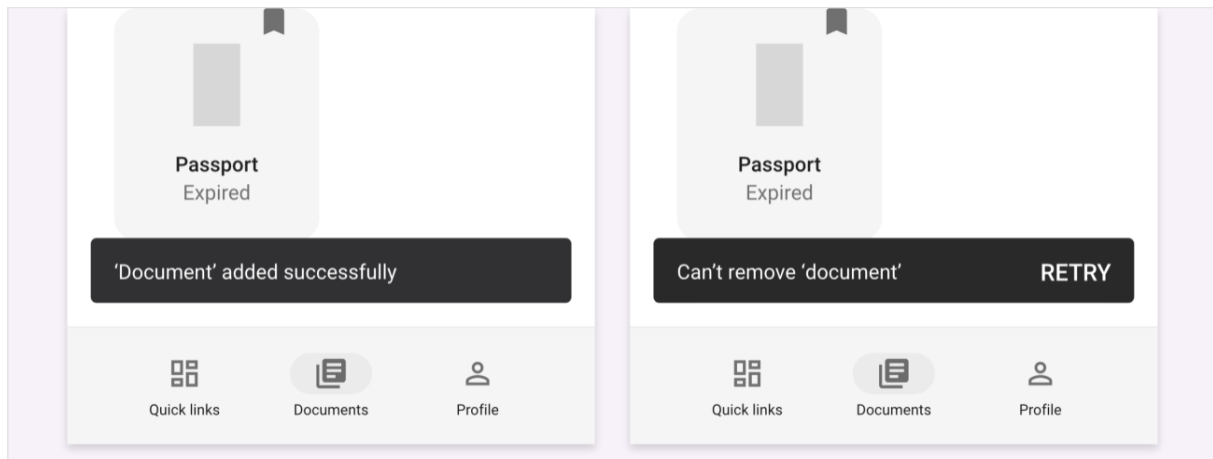 Passport
Expired
‘Document’ added successfully
Quick links
Documents
Profile
Passport
Expired
Can’t remove ‘document’
RETRY
Quick links
Documents
Profile